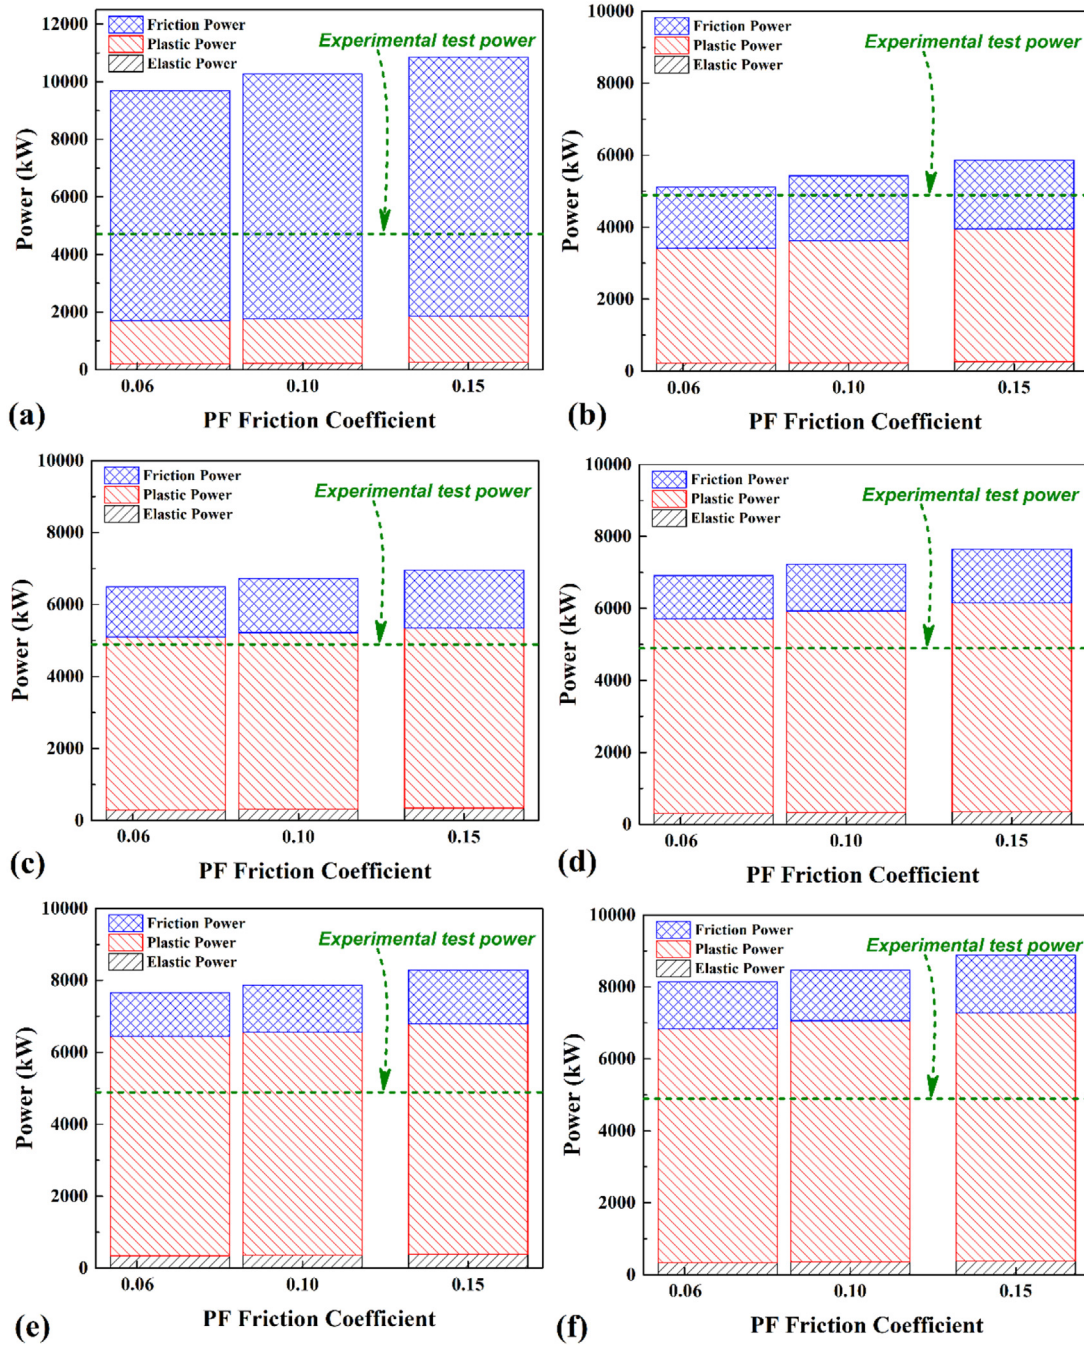 12000
10000
8000
6000
4000
2000
0
Power (kW)
Friction Power
Plastic Power
Elastic Power
Experimental test power
0.06 0.10 0.15
(a) PF Friction Coefficient
10000
8000
6000
4000
2000
0
Power (kW)
Friction Power
Plastic Power
Elastic Power
Experimental test power
0.06 0.10 0.15
(b) PF Friction Coefficient
10000
8000
6000
4000
2000
0
Power (kW)
Friction Power
Plastic Power
Elastic Power
Experimental test power
0.06 0.10 0.15
(c) PF Friction Coefficient
10000
8000
6000
4000
2000
0
Power (kW)
Friction Power
Plastic Power
Elastic Power
Experimental test power
0.06 0.10 0.15
(d) PF Friction Coefficient
10000
8000
6000
4000
2000
0
Power (kW)
Friction Power
Plastic Power
Elastic Power
Experimental test power
0.06 0.10 0.15
(e) PF Friction Coefficient
10000
8000
6000
4000
2000
0
Power (kW)
Friction Power
Plastic Power
Elastic Power
Experimental test power
0.06 0.10 0.15
(f) PF Friction Coefficient